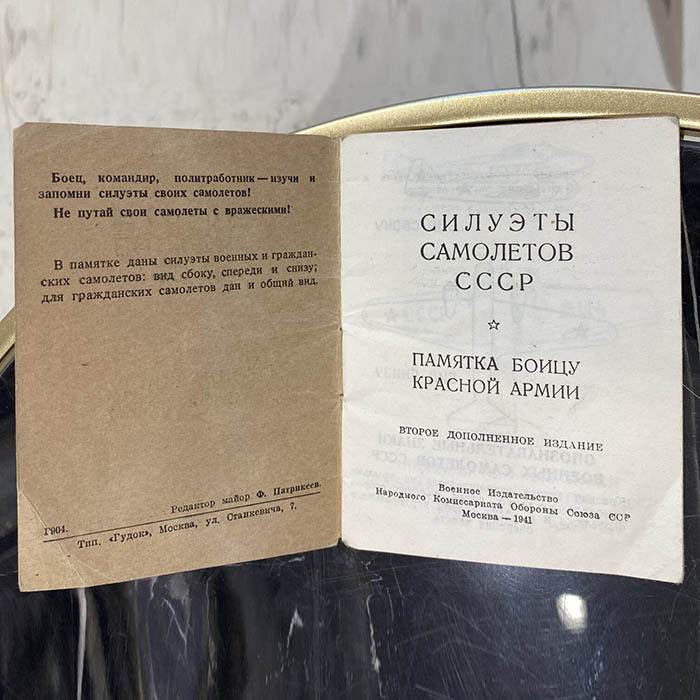 Боец, командир, политработник — изучи и
запомни силуэты своих самолетов!
Не путай свои самолеты с вражескими!
В памятке даны силуэты военных и граждан-
ских самолетов: вид сбоку, спереди и снизу;
для гражданских самолетов дан и общий вид.
Редактор майор Ф. Патрикеев.
Г904.
Тип. «Гудок», Москва, ул. Станкевича, 7.
СИЛУЭТЫ
САМОЛЕТОВ
СССР
ПАМЯТКА БОЙЦУ
КРАСНОЙ АРМИИ
ВТОРОЕ ДОПОЛНЕННОЕ ИЗДАНИЕ
Военное Издательство
Народного Комиссариата Обороны Союза ССР
Москва — 1941